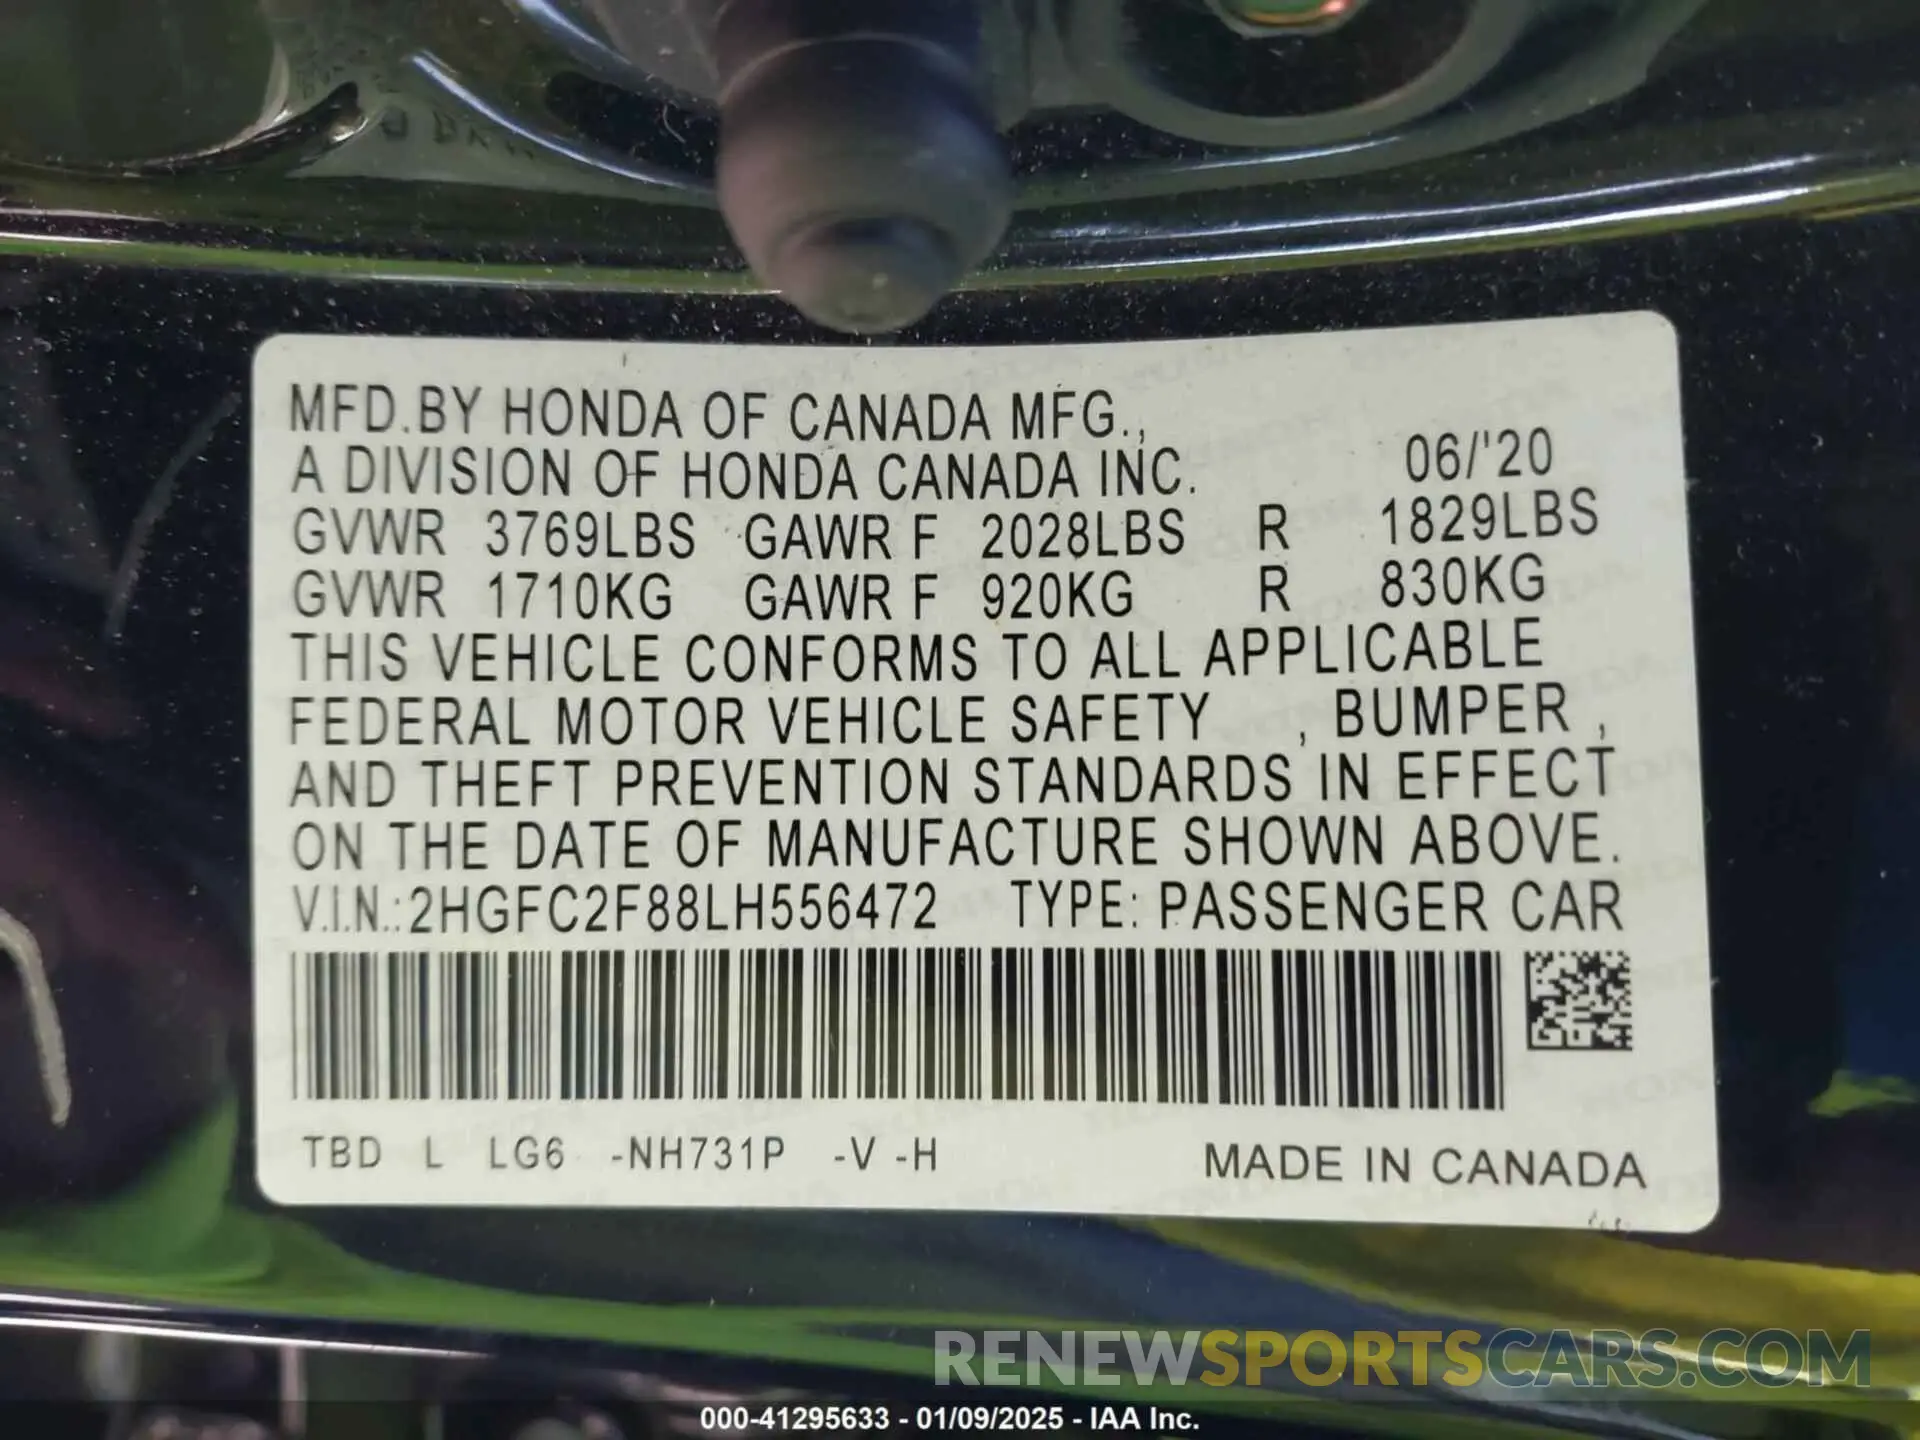 MFD.BY HONDA OF CANADA MFG.,
A DIVISION OF HONDA CANADA INC. 06/'20
GVWR 3769LBS GAWR F 2028LBS R 1829LBS
GVWR 1710KG GAWR F 920KG R 830KG
THIS VEHICLE CONFORMS TO ALL APPLICABLE
FEDERAL MOTOR VEHICLE SAFETY , BUMPER ,
AND THEFT PREVENTION STANDARDS IN EFFECT
ON THE DATE OF MANUFACTURE SHOWN ABOVE.
V.I.N.:2HGFC2F88LH556472 TYPE: PASSENGER CAR
TBD L LG6 -NH731P -V -H MADE IN CANADA
RENEWSPORTSCARS.COM
000-41295633 - 01/09/2025 - IAA Inc.